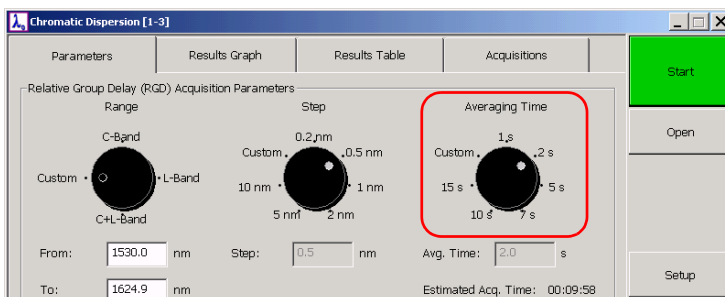 Chromatic Dispersion [1-3]
Parameters
Results Graph
Results Table
Acquisitions
Start
Relative Group Delay (RGD) Acquisition Parameters
Range
Step
Averaging Time
C-Band
0.2 nm
1 s
Custom
0.5 nm
Custom
2 s
Custom
L-Band
10 nm
1 nm
15 s
5 s
C+L-Band
5 nm
2 nm
10 s
7 s
Open
From: 1530.0 nm
Step: 0.5 nm
Avg. Time: 2.0 s
To: 1624.9 nm
Estimated Acq. Time: 00:09:58
Setup